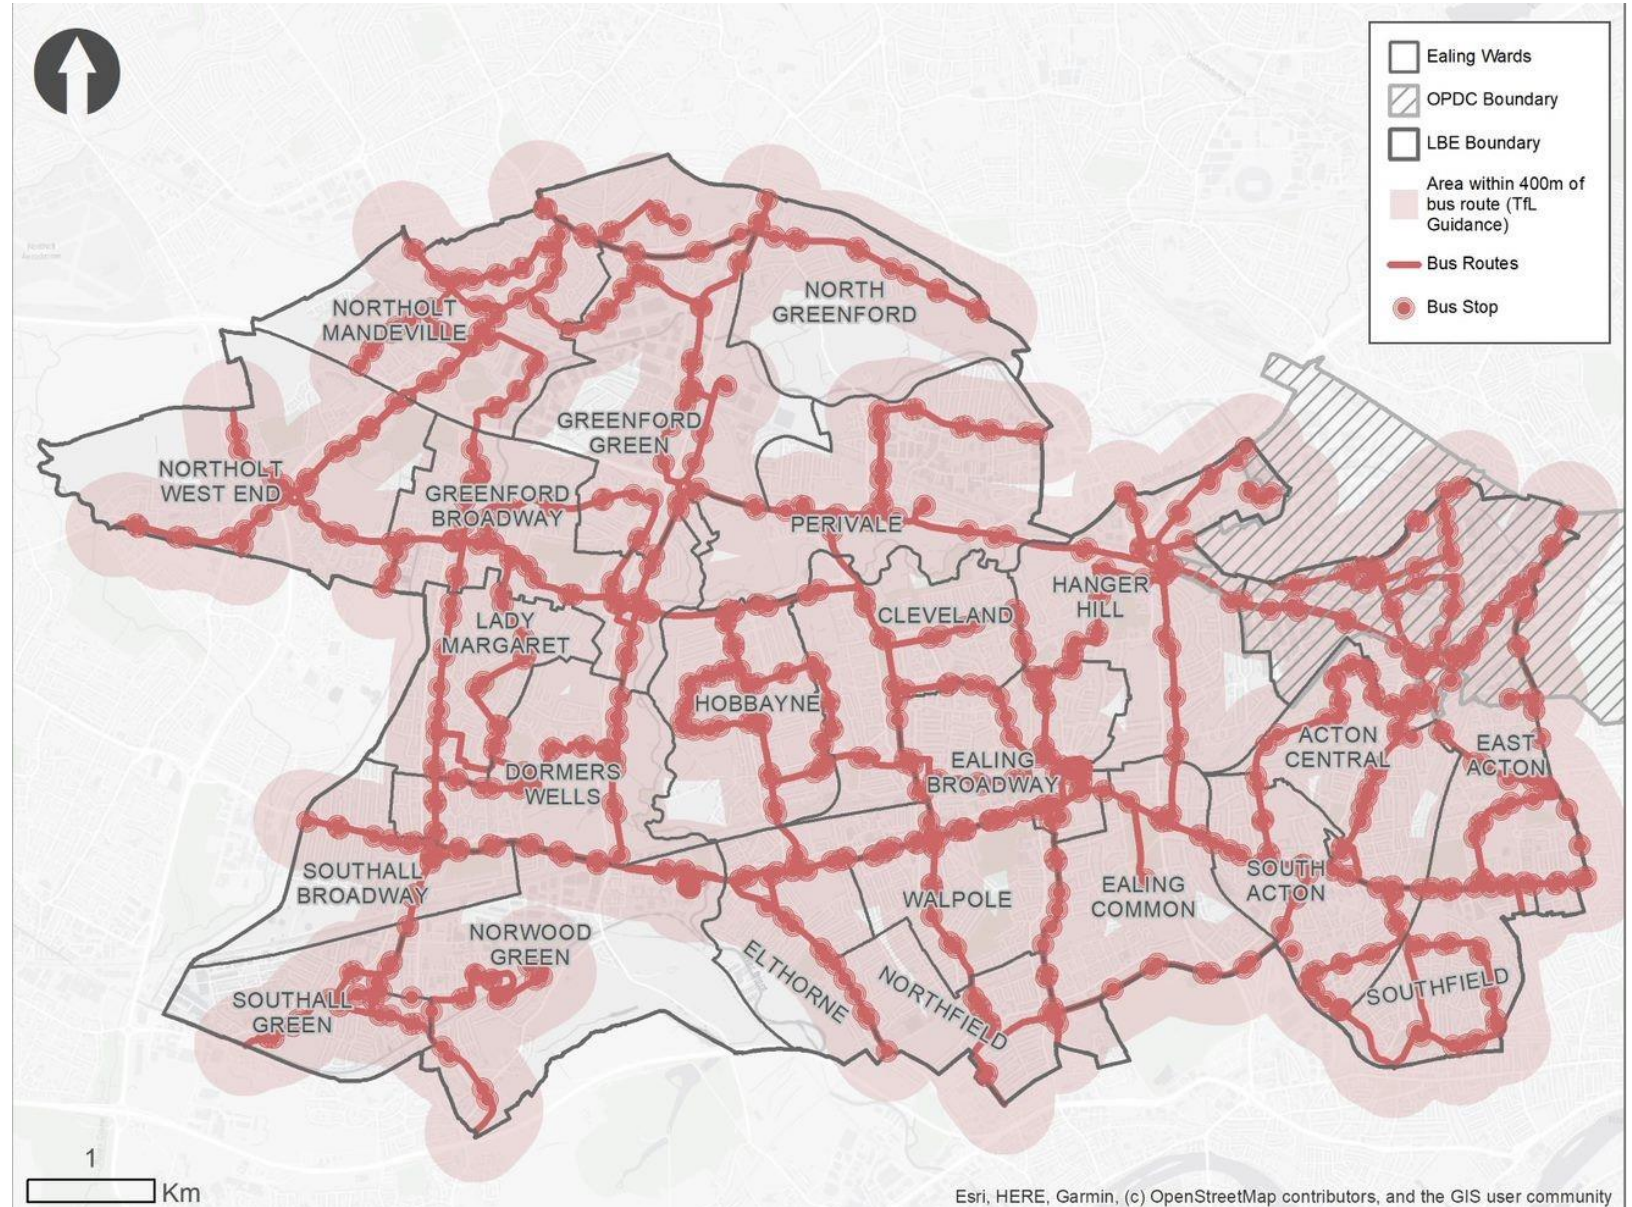 Ealing Wards
OPDC Boundary
LBE Boundary
Area within 400m of
bus route (TfL
Guidance)
Bus Routes
Bus Stop
NORTHOLT
MANDEVILLE
NORTH
GREENFORD
GREENFORD
GREEN
NORTHOLT
WEST END
GREENFORD
BROADWAY
PERIVALE
HANGER
HILL
CLEVELAND
LADY
MARGARET
HOBBAYNE
ACTON
CENTRAL
EAST
ACTON
EALING
BROADWAY
DORMERS
WELLS
SOUTHALL
BROADWAY
WALPOLE
EALING
COMMON
SOUTH
ACTON
NORWOOD
GREEN
ELTHORNE
NORTHFIELD
SOUTHFIELD
SOUTHALL
GREEN
1
Km
Esri, HERE, Garmin, (c) OpenStreetMap contributors, and the GIS user community